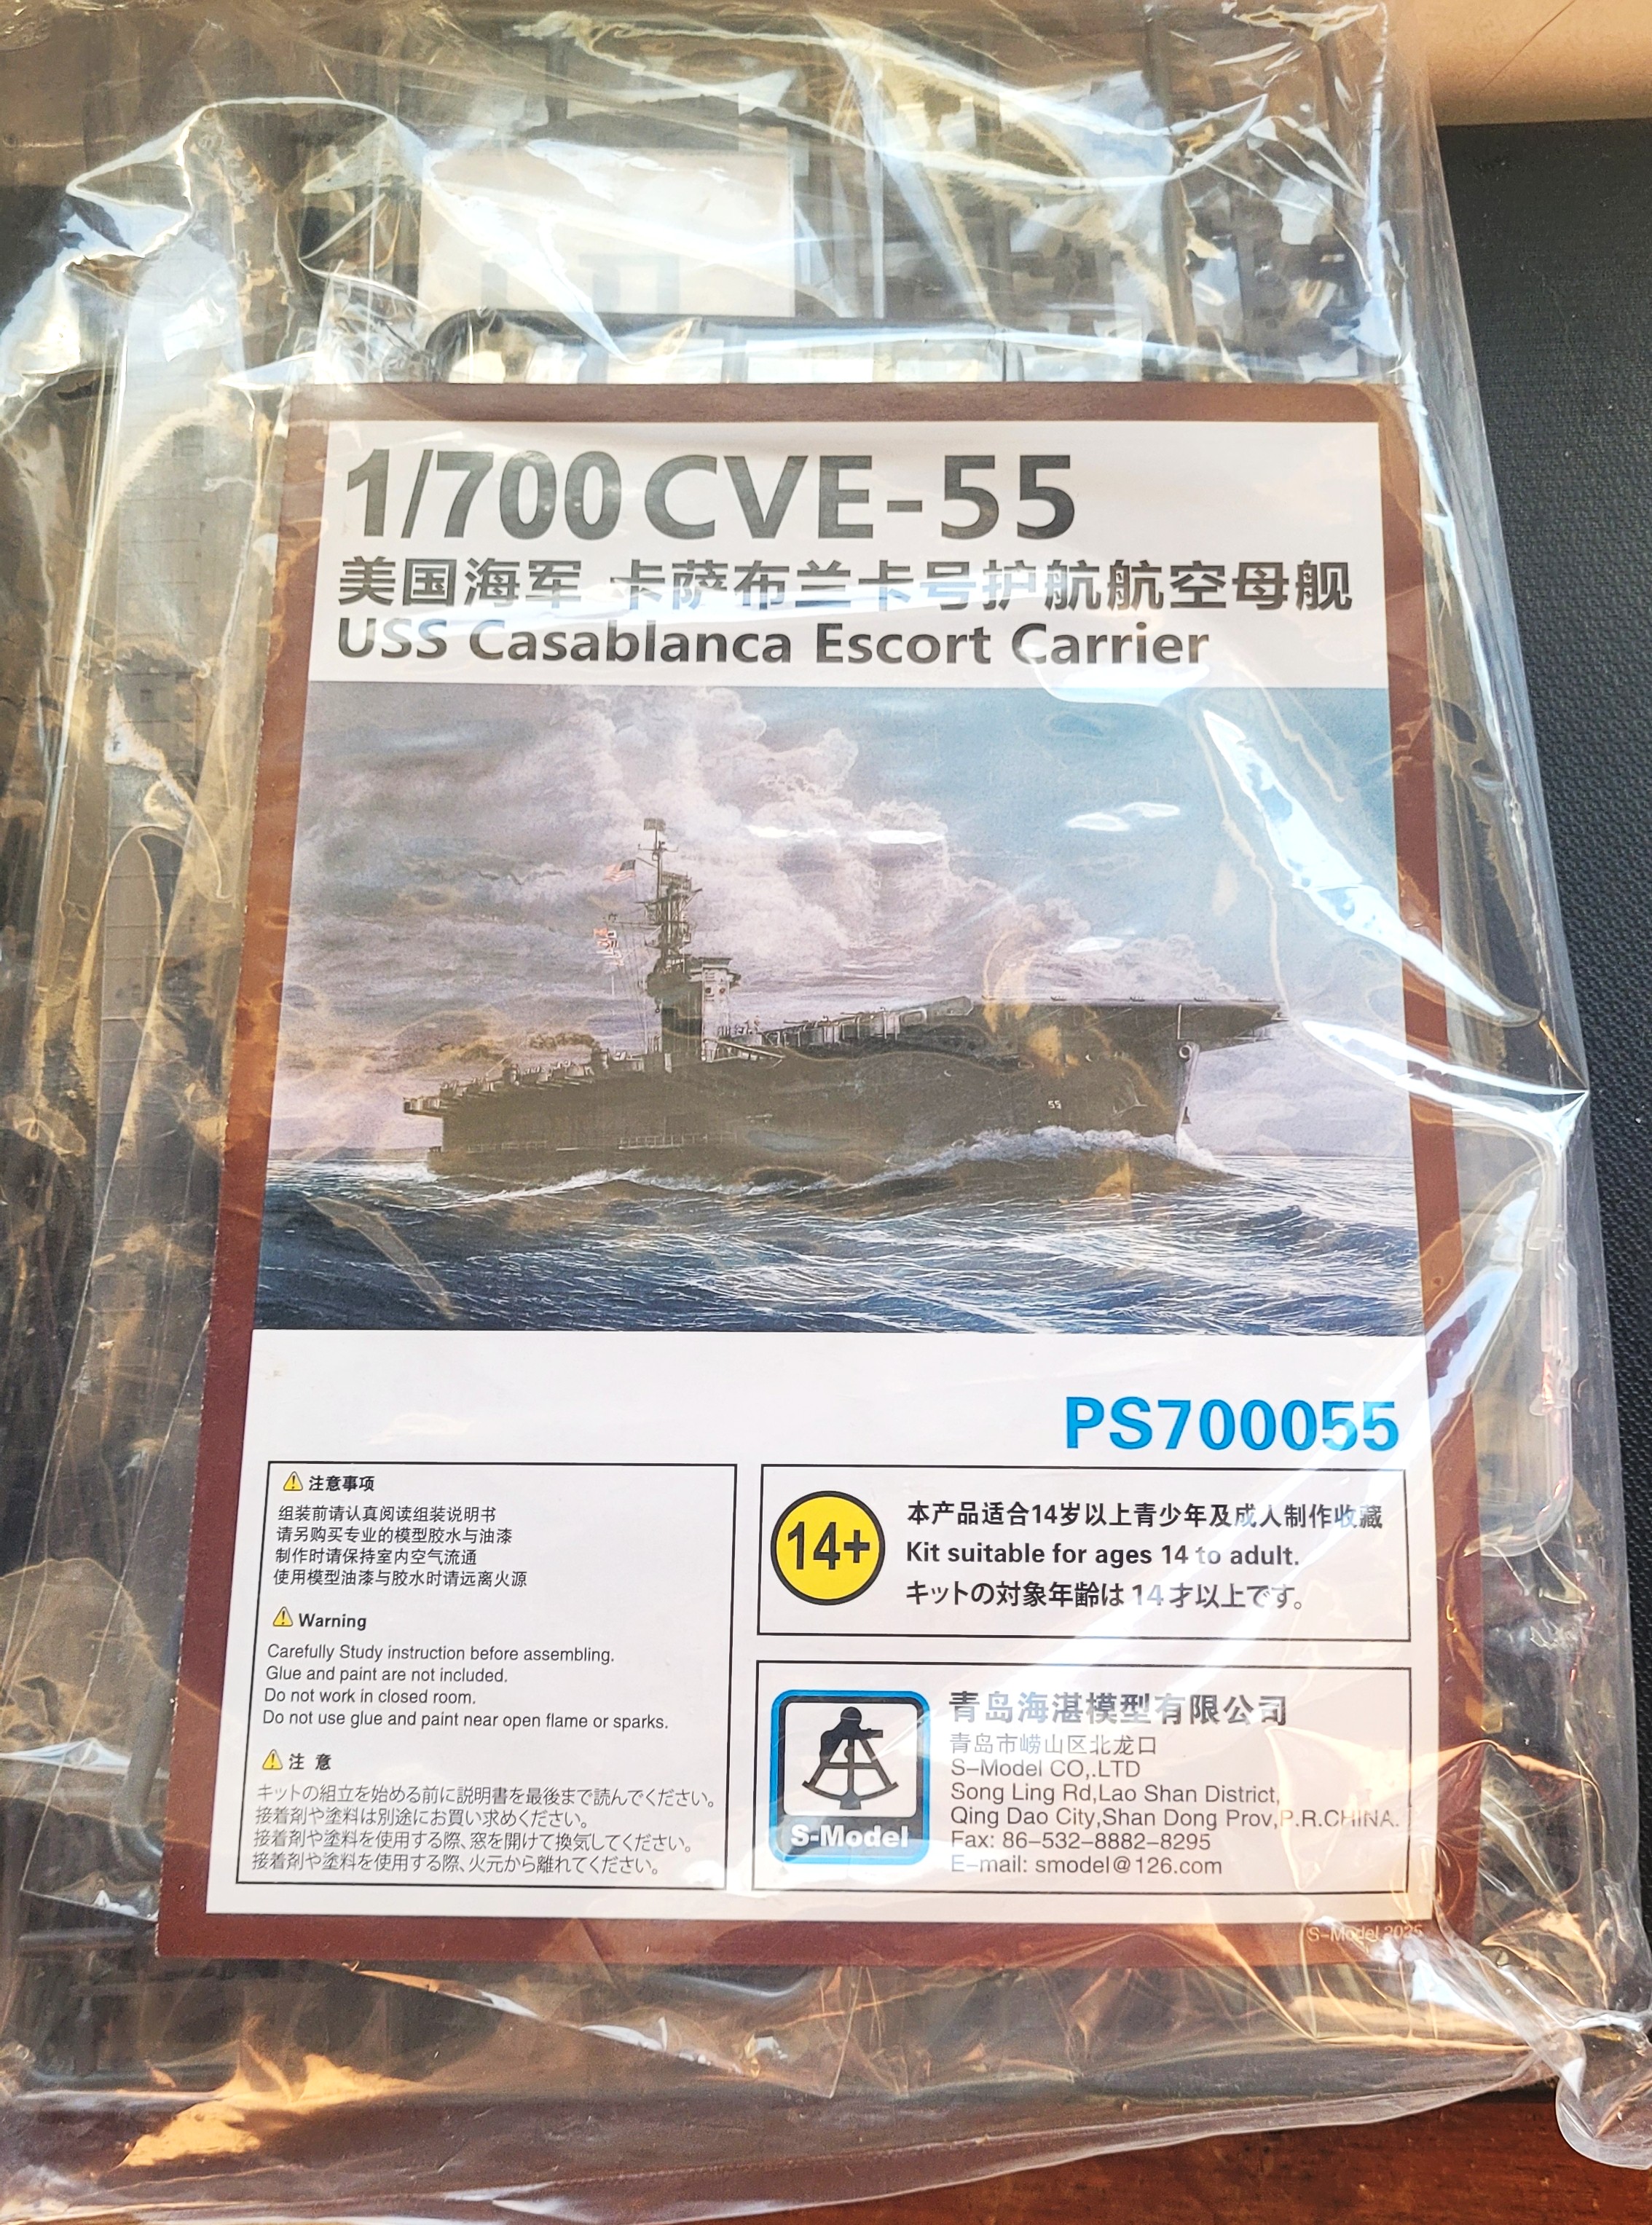 1/700 CVE-55
美国海军 卡萨布兰卡号护航航空母舰
USS Casablanca Escort Carrier
55
PS700055
注意事项
组装前请认真阅读组装说明书
请另购买专业的模型胶水与油漆
制作时请保持室内空气流通
使用模型油漆与胶水时请远离火源
Warning
Carefully Study instruction before assembling.
Glue and paint are not included.
Do not work in closed room.
Do not use glue and paint near open flame or sparks.
注 意
キットの組立を始める前に説明書を最後まで読んでください。
接着剤や塗料は別途にお買い求めください。
接着剤や塗料を使用する際、窓を開けて換気してください。
接着剤や塗料を使用する際、火元から離れてください。
14+
本产品适合14岁以上青少年及成人制作收藏
Kit suitable for ages 14 to adult.
キットの対象年齢は14才以上です。
S-Model
青岛海湛模型有限公司
青岛市崂山区北龙口
S-Model CO,.LTD
Song Ling Rd,Lao Shan District,
Qing Dao City,Shan Dong Prov,P.R.CHINA.
Fax: 86-532-8882-8295
E-mail: smodel@126.com
S-Model 2025